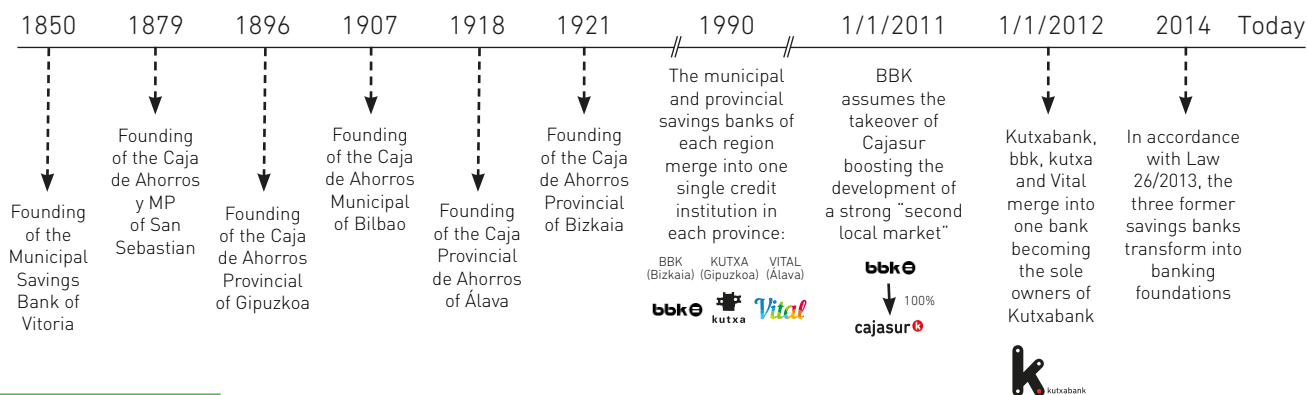 1850
1879
1896
1907
1918
1921
1990
1/1/2011
1/1/2012
2014
Today
Founding
of the
Municipal
Savings
Bank of
Vitoria
Founding
of the Caja
de Ahorros
y MP
of San
Sebastian
Founding
of the Caja
de Ahorros
Provincial
of Gipuzkoa
Founding
of the Caja
de Ahorros
Municipal
of Bilbao
Founding
of the Caja
Provincial
de Ahorros
of Álava
Founding
of the Caja
de Ahorros
Provincial
of Bizkaia
The municipal
and provincial
savings banks of
each region
merge into one
single credit
institution in
each province:
BBK
(Bizkaia)
KUTXA
(Gipuzkoa)
VITAL
(Álava)
bbk
kutxa
Vital
BBK
assumes the
takeover of
Cajasur
boosting the
development of
a strong “second
local market”
bbk
100%
cajasur k
Kutxabank,
bbk, kutxa
and Vital
merge into
one bank
becoming
the sole
owners of
Kutxabank
k
kutxabank
In accordance
with Law
26/2013, the
three former
savings banks
transform into
banking
foundations